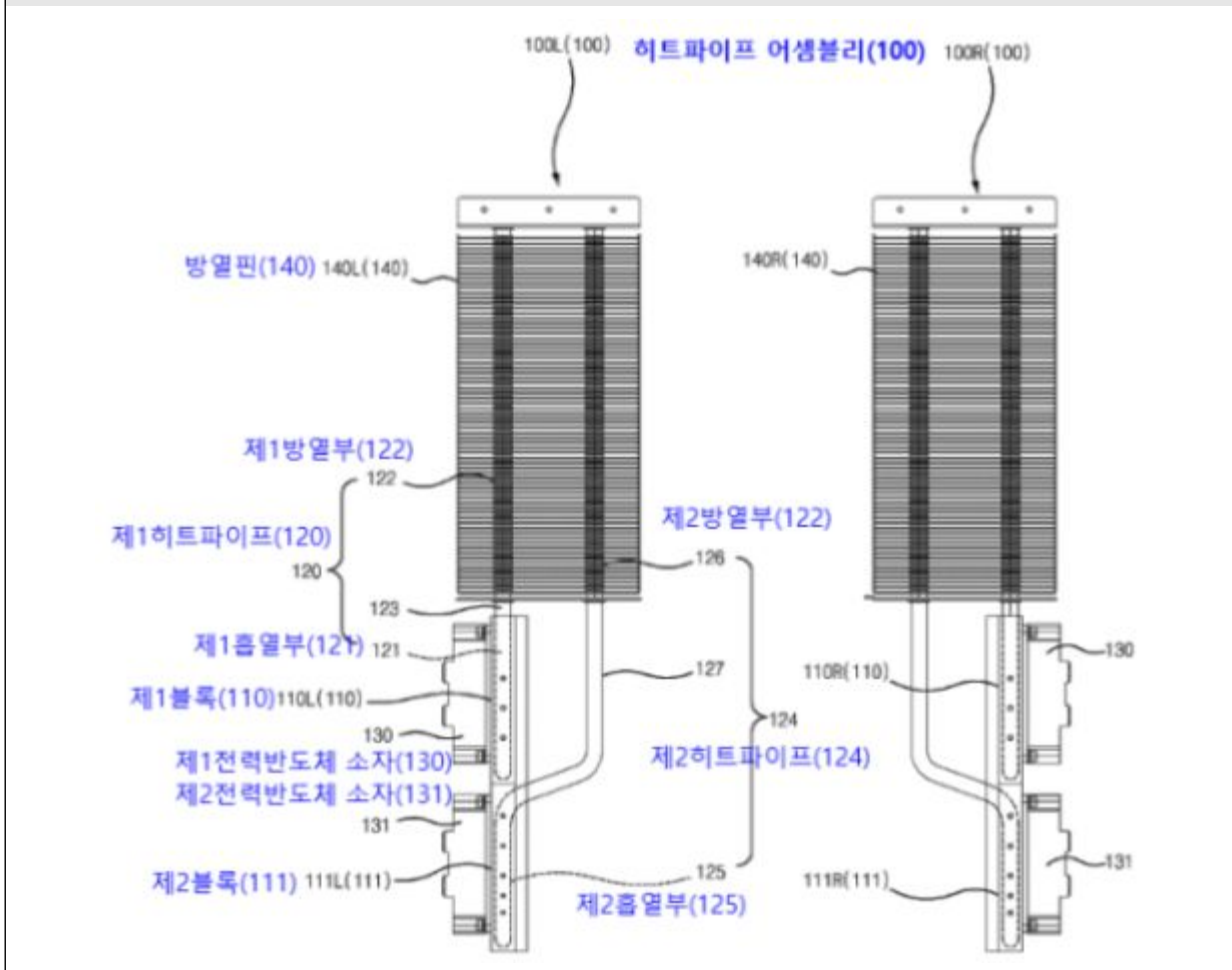 100L(100) 히트파이프 어셈블리(100) 100R(100)
방열핀(140) 140L(140)
140R(140)
제1방열부(122)
122
제2방열부(122)
제1히트파이프(120)
126
120
123
제1흡열부(121) 121
130
127
110R(110)
제1블록(110) 110L(110)
124
130
제1전력반도체 소자(130)
제2히트파이프(124)
제2전력반도체 소자(131)
131
131
125
제2블록(111) 111L(111)
111R(111)
제2흡열부(125)